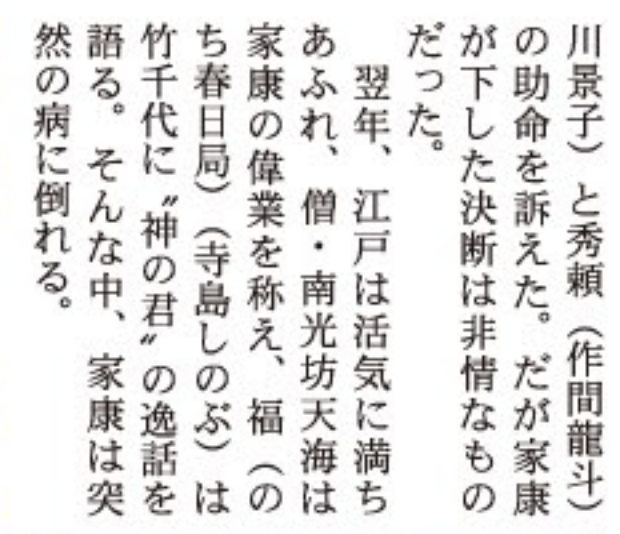 川景子）と秀頼（作間龍斗）
の助命を訴えた。だが家康
が下した決断は非情なもの
だった。
　翌年、江戸は活気に満ち
あふれ、僧・南光坊天海は
家康の偉業を称え、福（の
ち春日局）（寺島しのぶ）は
竹千代に〝神の君〟の逸話を
語る。そんな中、家康は突
然の病に倒れる。